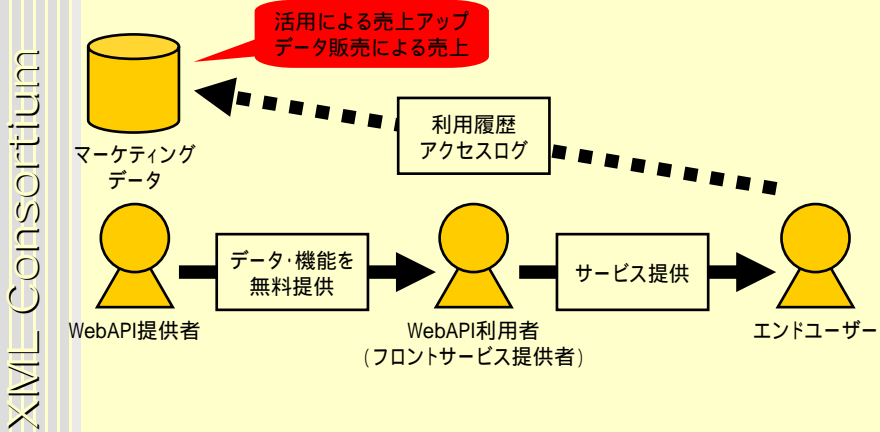 XML Consortium
活用による売上アップ
データ販売による売上
利用履歴
アクセスログ
マーケティング
データ
データ・機能を
無料提供
サービス提供
WebAPI提供者
WebAPI利用者
(フロントサービス提供者)
エンドユーザー